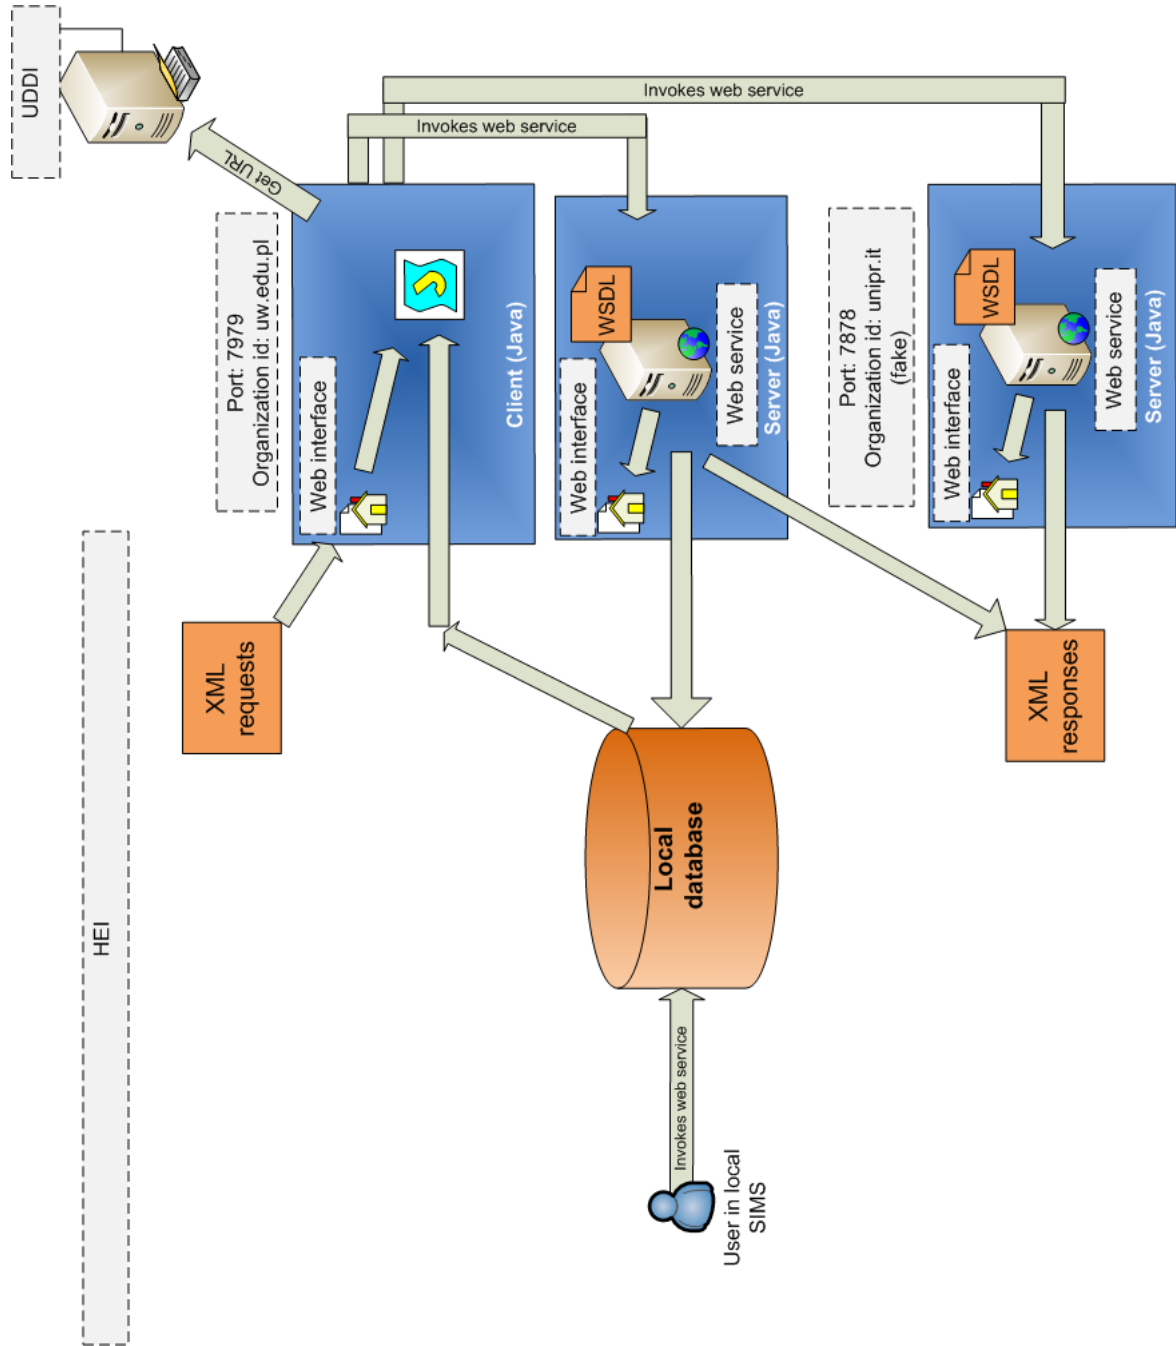 UDDI
Invokes web service
Invokes web service
Get URL
Port: 7979
Organization id: uw.edu.pl
Web interface
Client (Java)
WSDL
Web interface
Web service
Server (Java)
Port: 7878
Organization id: unipr.it
(fake)
WSDL
Web interface
Web service
Server (Java)
HEI
XML
requests
XML
responses
Local
database
Invokes web service
User in local
SIMS